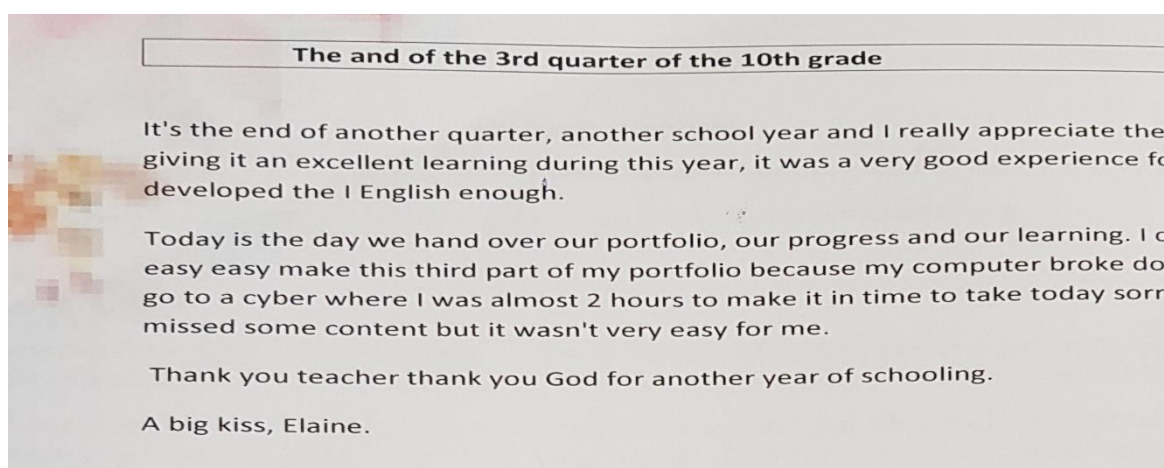 The and of the 3rd quarter of the 10th grade
It's the end of another quarter, another school year and I really appreciate the
giving it an excellent learning during this year, it was a very good experience
developed the I English enough.
Today is the day we hand over our portfolio, our progress and our learning. I
easy easy make this third part of my portfolio because my computer broke
go to a cyber where I was almost 2 hours to make it in time to take today
missed some content but it wasn't very easy for me.
Thank you teacher thank you God for another year of schooling.
A big kiss, Elaine.